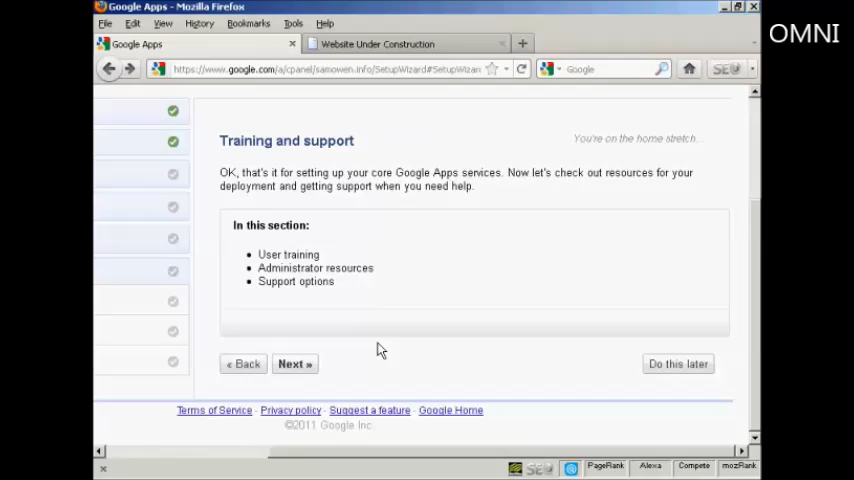 Google Apps - Mozilla Firefox
OMNI
File Edit View History Bookmarks Tools Help
Google Apps
Website Under Construction
https://www.google.com/a/cpanel/samowen.info/SetupWizard#SetupWizar
Google
SEO
Training and support
You're on the home stretch...
OK, that's it for setting up your core Google Apps services. Now let's check out resources for your
deployment and getting support when you need help.
In this section:
User training
Administrator resources
Support options
« Back
Next »
Do this later
Terms of Service - Privacy policy - Suggest a feature - Google Home
©2011 Google Inc.
PageRank
Alexa
Compete
mozRank